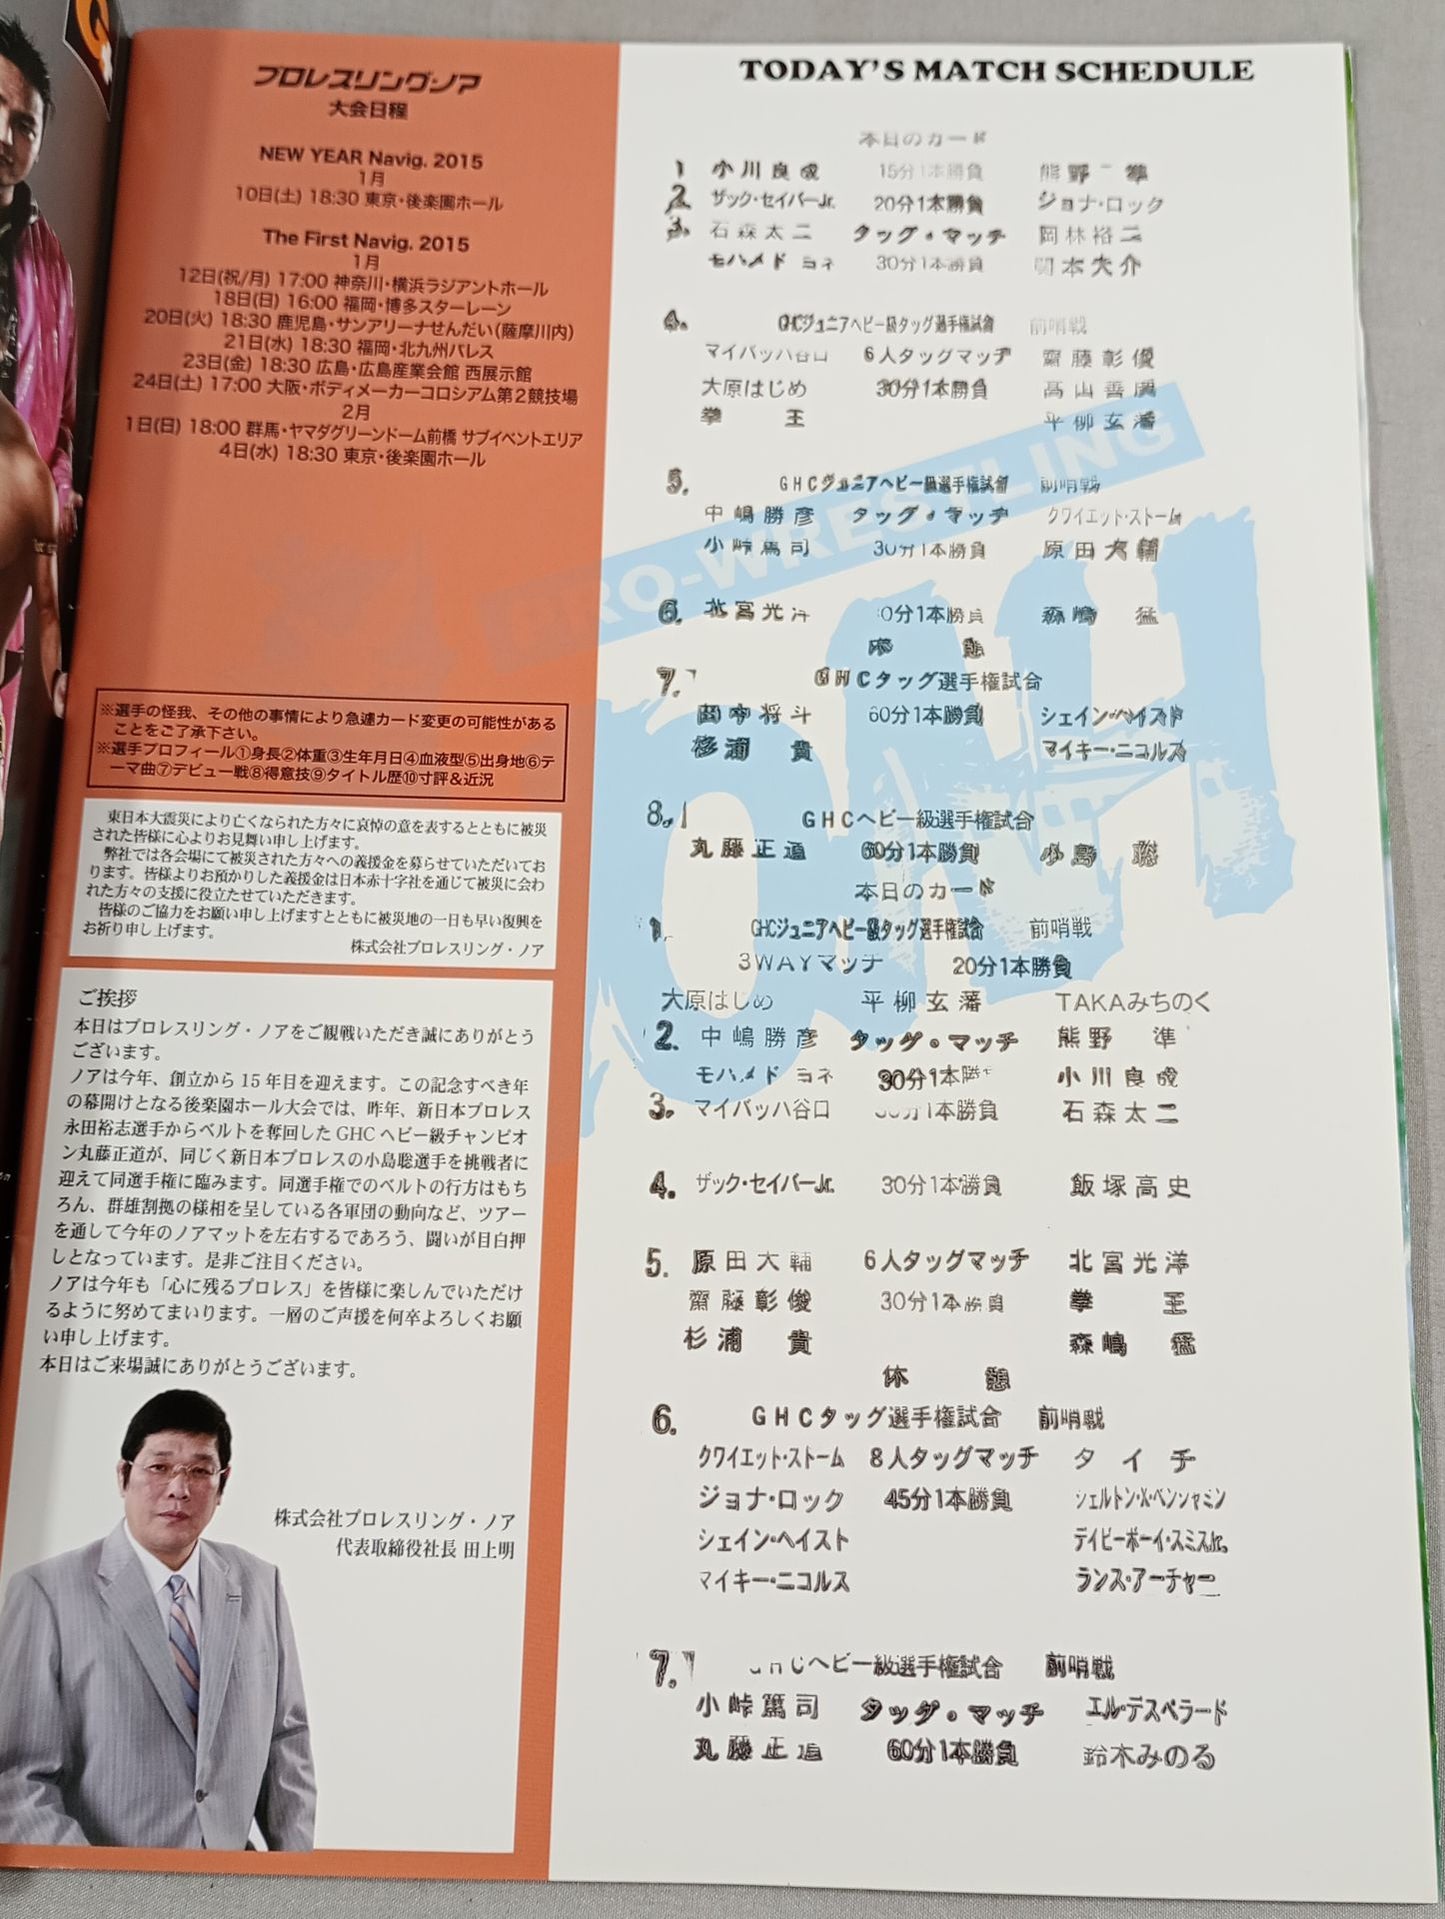 プロレスリング・ノア
大会日程
NEW YEAR Navig. 2015
1月
10日(土) 18:30 東京・後楽園ホール
The First Navig. 2015
1月
12日(祝/月) 17:00 神奈川・横浜ラジアントホール
18日(日) 16:00 福岡・博多スターレーン
20日(火) 18:30 鹿児島・サンアリーナせんだい(薩摩川内)
21日(水) 18:30 福岡・北九州パレス
23日(金) 18:30 広島・広島産業会館 西展示館
24日(土) 17:00 大阪・ボディメーカーコロシアム第2競技場
2月
1日(日) 18:00 群馬・ヤマダグリーンドーム前橋 サブイベントエリア
4日(水) 18:30 東京・後楽園ホール
※選手の怪我、その他の事情により急遽カード変更の可能性がある
ことをご了承下さい。
※選手プロフィール①身長②体重③生年月日④血液型⑤出身地⑥テ
ーマ曲⑦デビュー戦⑧得意技⑨タイトル歴⑩寸評&近況
東日本大震災により亡くなられた方々に哀悼の意を表するとともに被災
された皆様に心よりお見舞い申し上げます。
弊社では各会場にて被災された方々への義援金を募らせていただいてお
ります。皆様よりお預かりした義援金は日本赤十字社を通じて被災に会わ
れた方々の支援に役立たせていただきます。
皆様のご協力をお願い申し上げますとともに被災地の一日も早い復興を
お祈り申し上げます。
株式会社プロレスリング・ノア
ご挨拶
本日はプロレスリング・ノアをご観戦いただき誠にありがとう
ございます。
ノアは今年、創立から 15 年目を迎えます。この記念すべき年
の幕開けとなる後楽園ホール大会では、昨年、新日本プロレス
永田裕志選手からベルトを奪回した GHC ヘビー級チャンピオ
ン丸藤正道が、同じく新日本プロレスの小島聡選手を挑戦者に
迎えて同選手権に臨みます。同選手権でのベルトの行方はもち
ろん、群雄割拠の様相を呈している各軍団の動向など、ツアー
を通して今年のノアマットを左右するであろう、闘いが目白押
しとなっています。是非ご注目ください。
ノアは今年も「心に残るプロレス」を皆様に楽しんでいただけ
るように努めてまいります。一層のご声援を何卒よろしくお願
い申し上げます。
本日はご来場誠にありがとうございます。
株式会社プロレスリング・ノア
代表取締役社長 田上明
TODAY'S MATCH SCHEDULE
本日のカード
1 小川良成 15分1本勝負 熊野 準
2 ザック・セイバーJr. 20分1本勝負 ジョナ・ロック
3. 石森太二 タッグ・マッチ 岡林裕二
モハメド ヨネ 30分1本勝負 関本大介
4. GHCジュニアヘビー級タッグ選手権試合 前哨戦
マイバッハ谷口 6人タッグマッチ 齋藤彰俊
大原はじめ 30分1本勝負 髙山善廣
拳 王 平柳玄藩
5. GHCジュニアヘビー級選手権試合 前哨戦
中嶋勝彦 タッグ・マッチ クワイエット・ストーム
小峠篤司 30分1本勝負 原田大輔
6. 北宮光洋 0分1本勝負 森嶋 猛
休 憩
7. GHCタッグ選手権試合
田中将斗 60分1本勝負 シェイン・ヘイスト
杉浦 貴 マイキー・ニコルス
8. GHCヘビー級選手権試合
丸藤正道 60分1本勝負 小島 聡
本日のカード
1. GHCジュニアヘビー級タッグ選手権試合 前哨戦
3WAYマッチ 20分1本勝負
大原はじめ 平柳玄藩 TAKAみちのく
2. 中嶋勝彦 タッグ・マッチ 熊野 準
モハメド ヨネ 30分1本勝負 小川良成
3. マイバッハ谷口 30分1本勝負 石森太二
4. ザック・セイバーJr. 30分1本勝負 飯塚高史
5. 原田大輔 6人タッグマッチ 北宮光洋
齋藤彰俊 30分1本勝負 拳 王
杉浦 貴 森嶋 猛
休 憩
6. GHCタッグ選手権試合 前哨戦
クワイエット・ストーム 8人タッグマッチ タイチ
ジョナ・ロック 45分1本勝負 シェルトン・X・ベンジャミン
シェイン・ヘイスト デイビーボーイ・スミスJr.
マイキー・ニコルス ランス・アーチャー
7. GHCヘビー級選手権試合 前哨戦
小峠篤司 タッグ・マッチ エル・デスペラード
丸藤正道 60分1本勝負 鈴木みのる
PRO-WRESTLING
NOAH